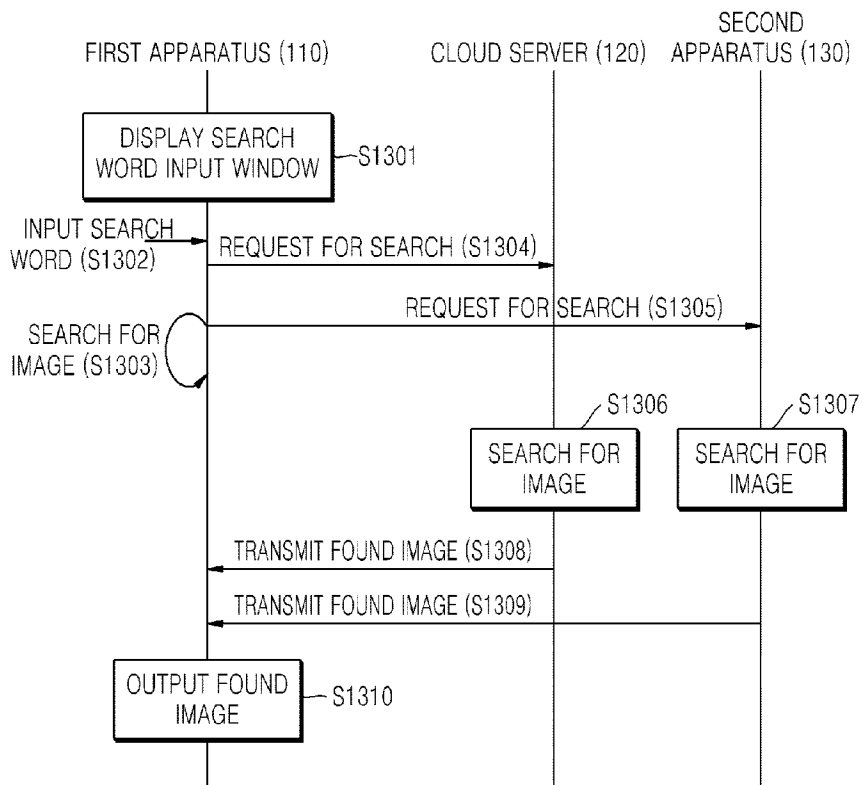 FIRST APPARATUS (110)
CLOUD SERVER (120)
SECOND
APPARATUS (130)
DISPLAY SEARCH
WORD INPUT WINDOW
S1301
INPUT SEARCH
WORD (S1302)
REQUEST FOR SEARCH (S1304)
REQUEST FOR SEARCH (S1305)
SEARCH FOR
IMAGE (S1303)
S1306
SEARCH FOR
IMAGE
S1307
SEARCH FOR
IMAGE
TRANSMIT FOUND IMAGE (S1308)
TRANSMIT FOUND IMAGE (S1309)
OUTPUT FOUND
IMAGE
S1310